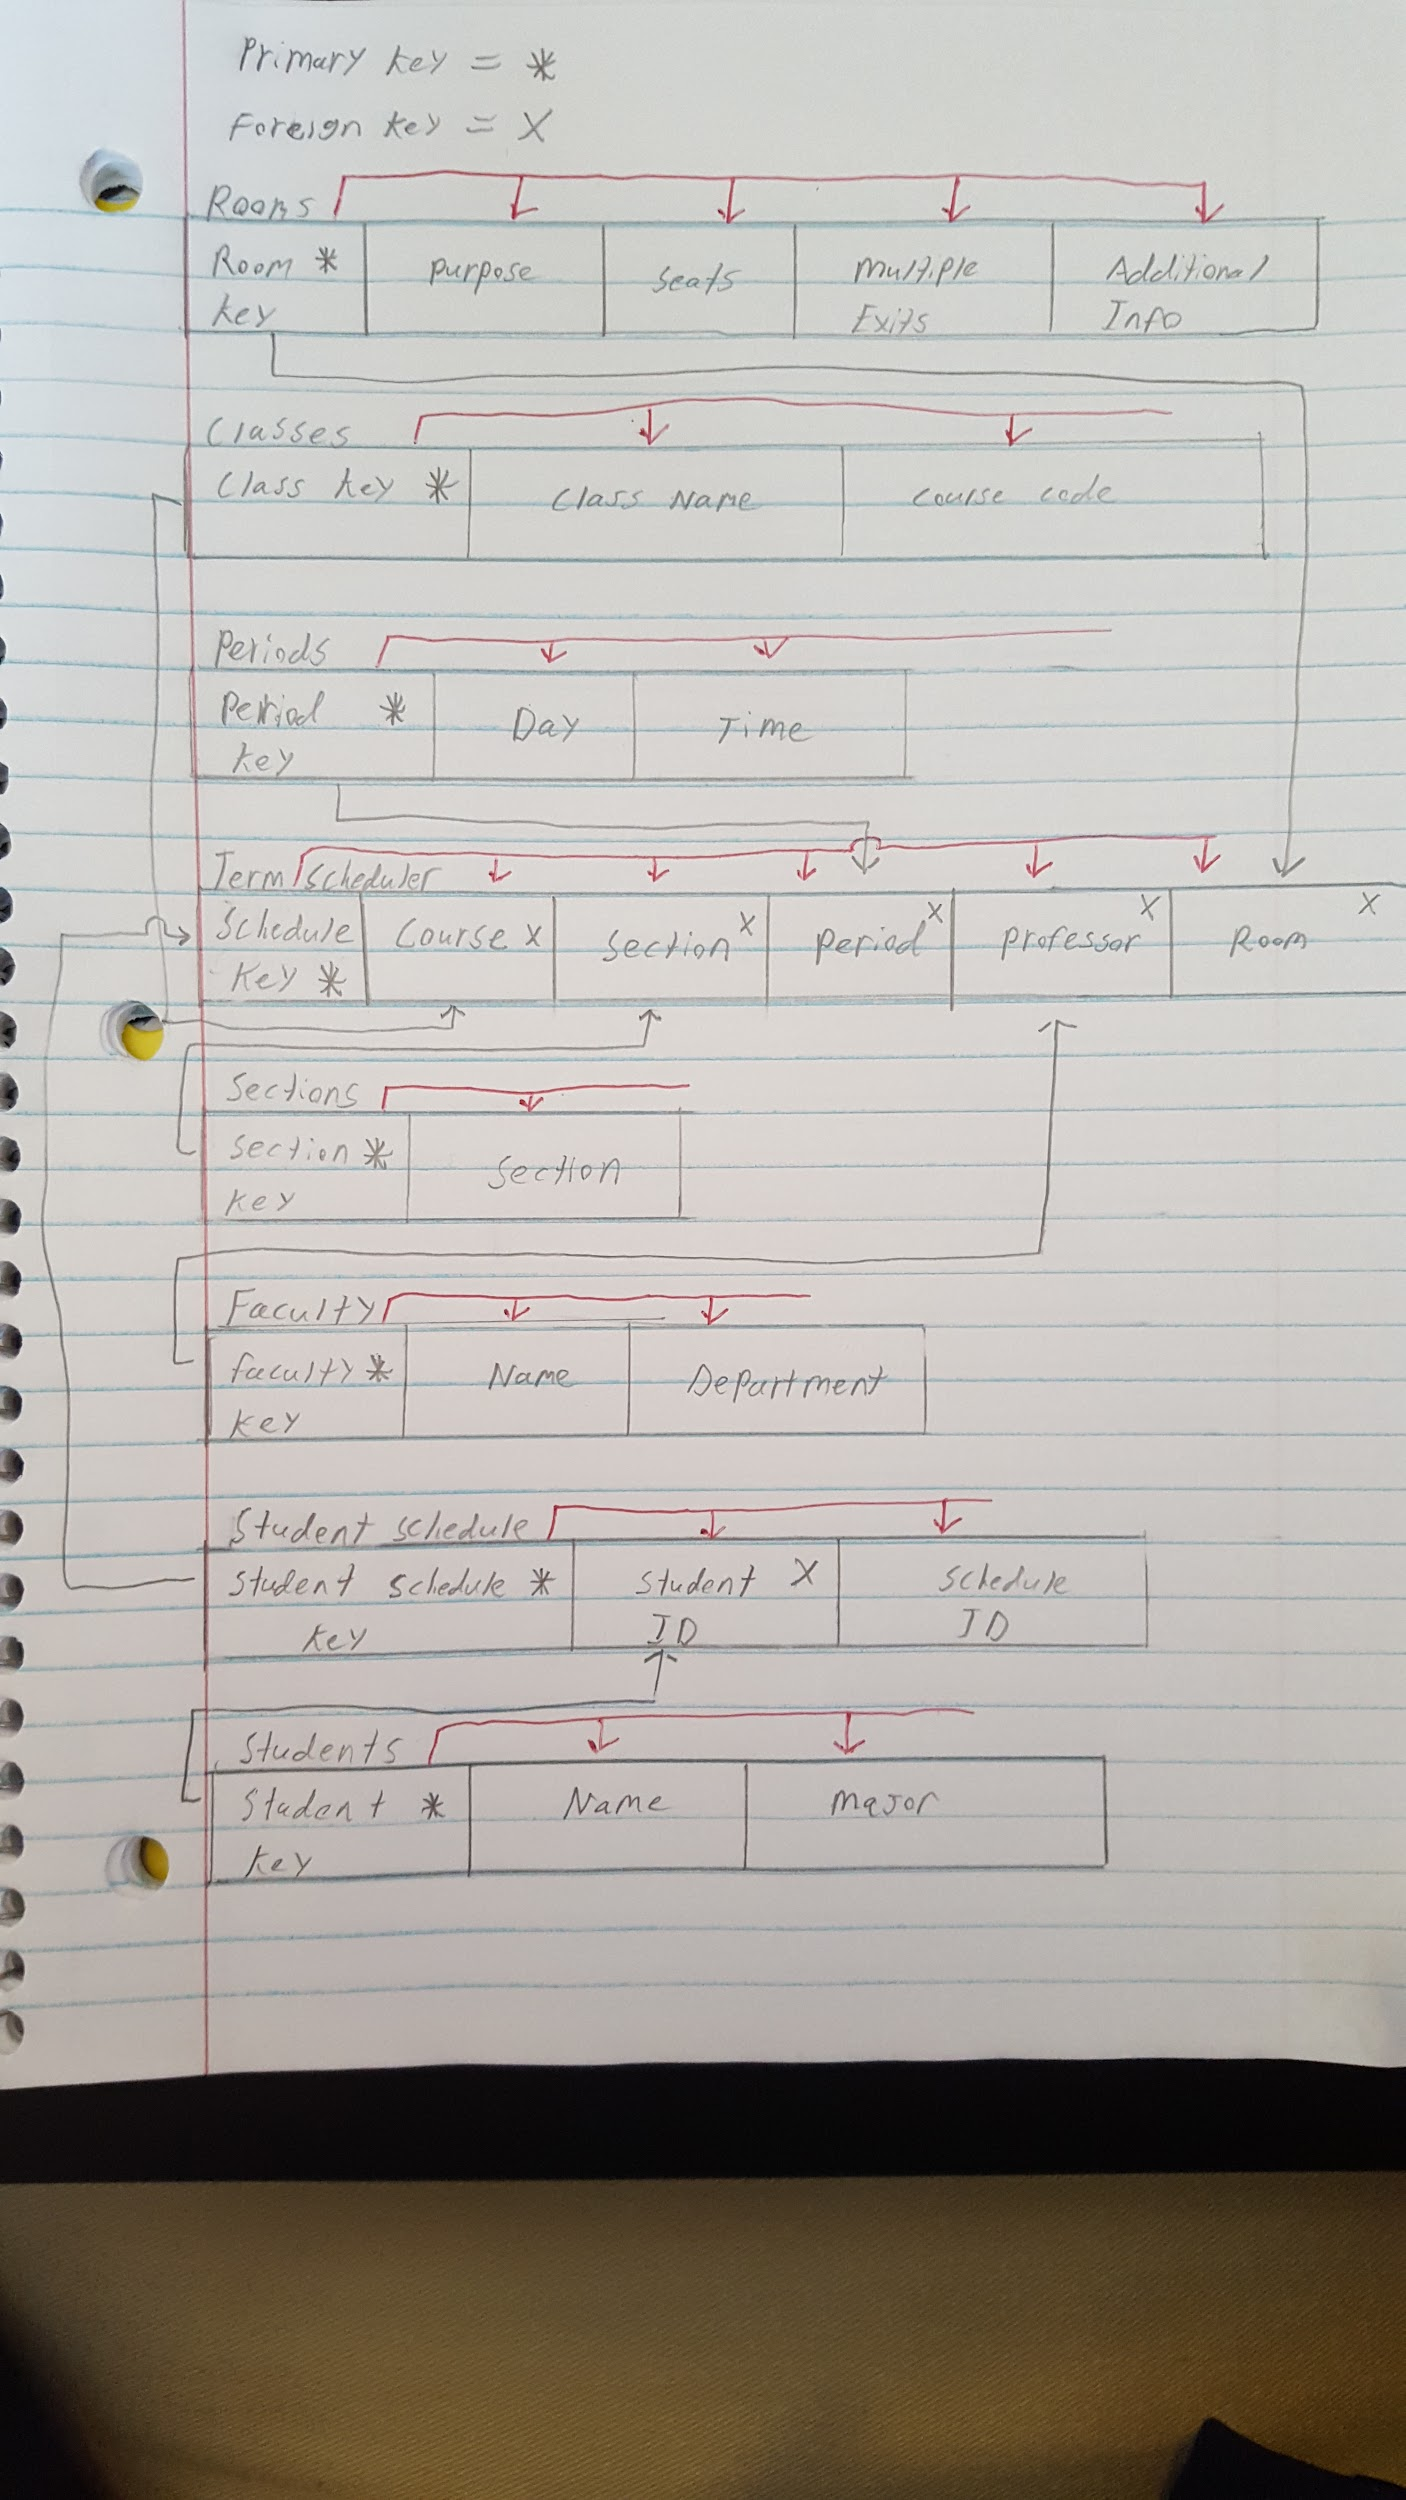 Primary key = *
Foreign key = X
Rooms
Room * purpose seats Multiple Additional
key Exits Info
Classes
Class key * Class Name course code
Periods
Period * Day Time
key
Term Scheduler
Schedule Course X Section X Period X Professor X Room X
Key *
Sections
Section * Section
key
Faculty
faculty * Name Department
key
Student schedule
Student schedule * Student X Schedule
key ID ID
Students
Student * Name major
key